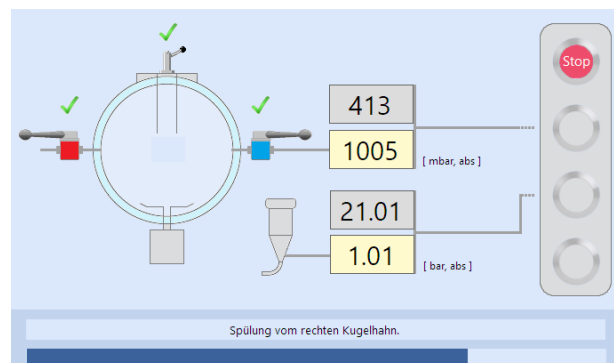 Stop
413
1005
[ mbar, abs ]
21.01
1.01
[ bar, abs ]
Spülung vom rechten Kugelhahn.